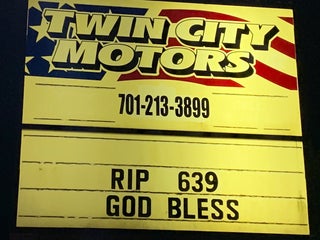 TWIN CITY
MOTORS
701-213-3899
RIP 639
GOD BLESS